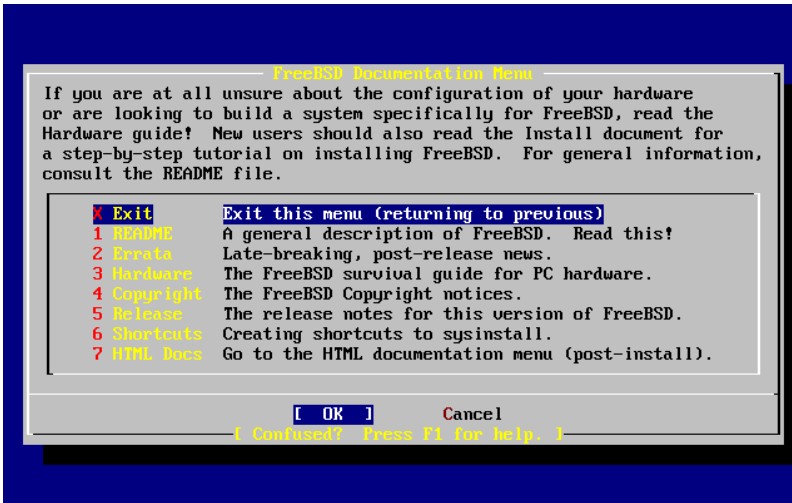 FreeBSD Documentation Menu
If you are at all unsure about the configuration of your hardware
or are looking to build a system specifically for FreeBSD, read the
Hardware guide! New users should also read the Install document for
a step-by-step tutorial on installing FreeBSD. For general information,
consult the README file.
X Exit Exit this menu (returning to previous)
1 README A general description of FreeBSD. Read this!
2 Errata Late-breaking, post-release news.
3 Hardware The FreeBSD survival guide for PC hardware.
4 Copyright The FreeBSD Copyright notices.
5 Release The release notes for this version of FreeBSD.
6 Shortcuts Creating shortcuts to sysinstall.
7 HTML Docs Go to the HTML documentation menu (post-install).
[ OK ] Cancel
[ Confused? Press F1 for help. ]